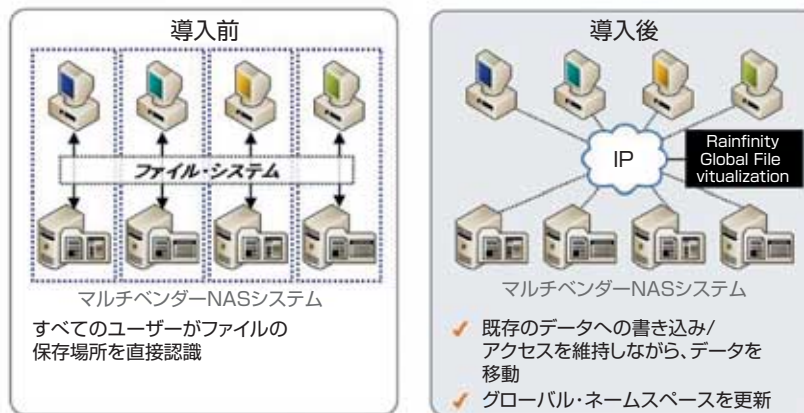 導入前
ファイル・システム
マルチベンダーNASシステム
すべてのユーザーがファイルの
保存場所を直接認識
導入後
IP
Rainfinity
Global File
vitualization
マルチベンダーNASシステム
✓ 既存のデータへの書き込み/
アクセスを維持しながら、データを
移動
✓ グローバル・ネームスペースを更新